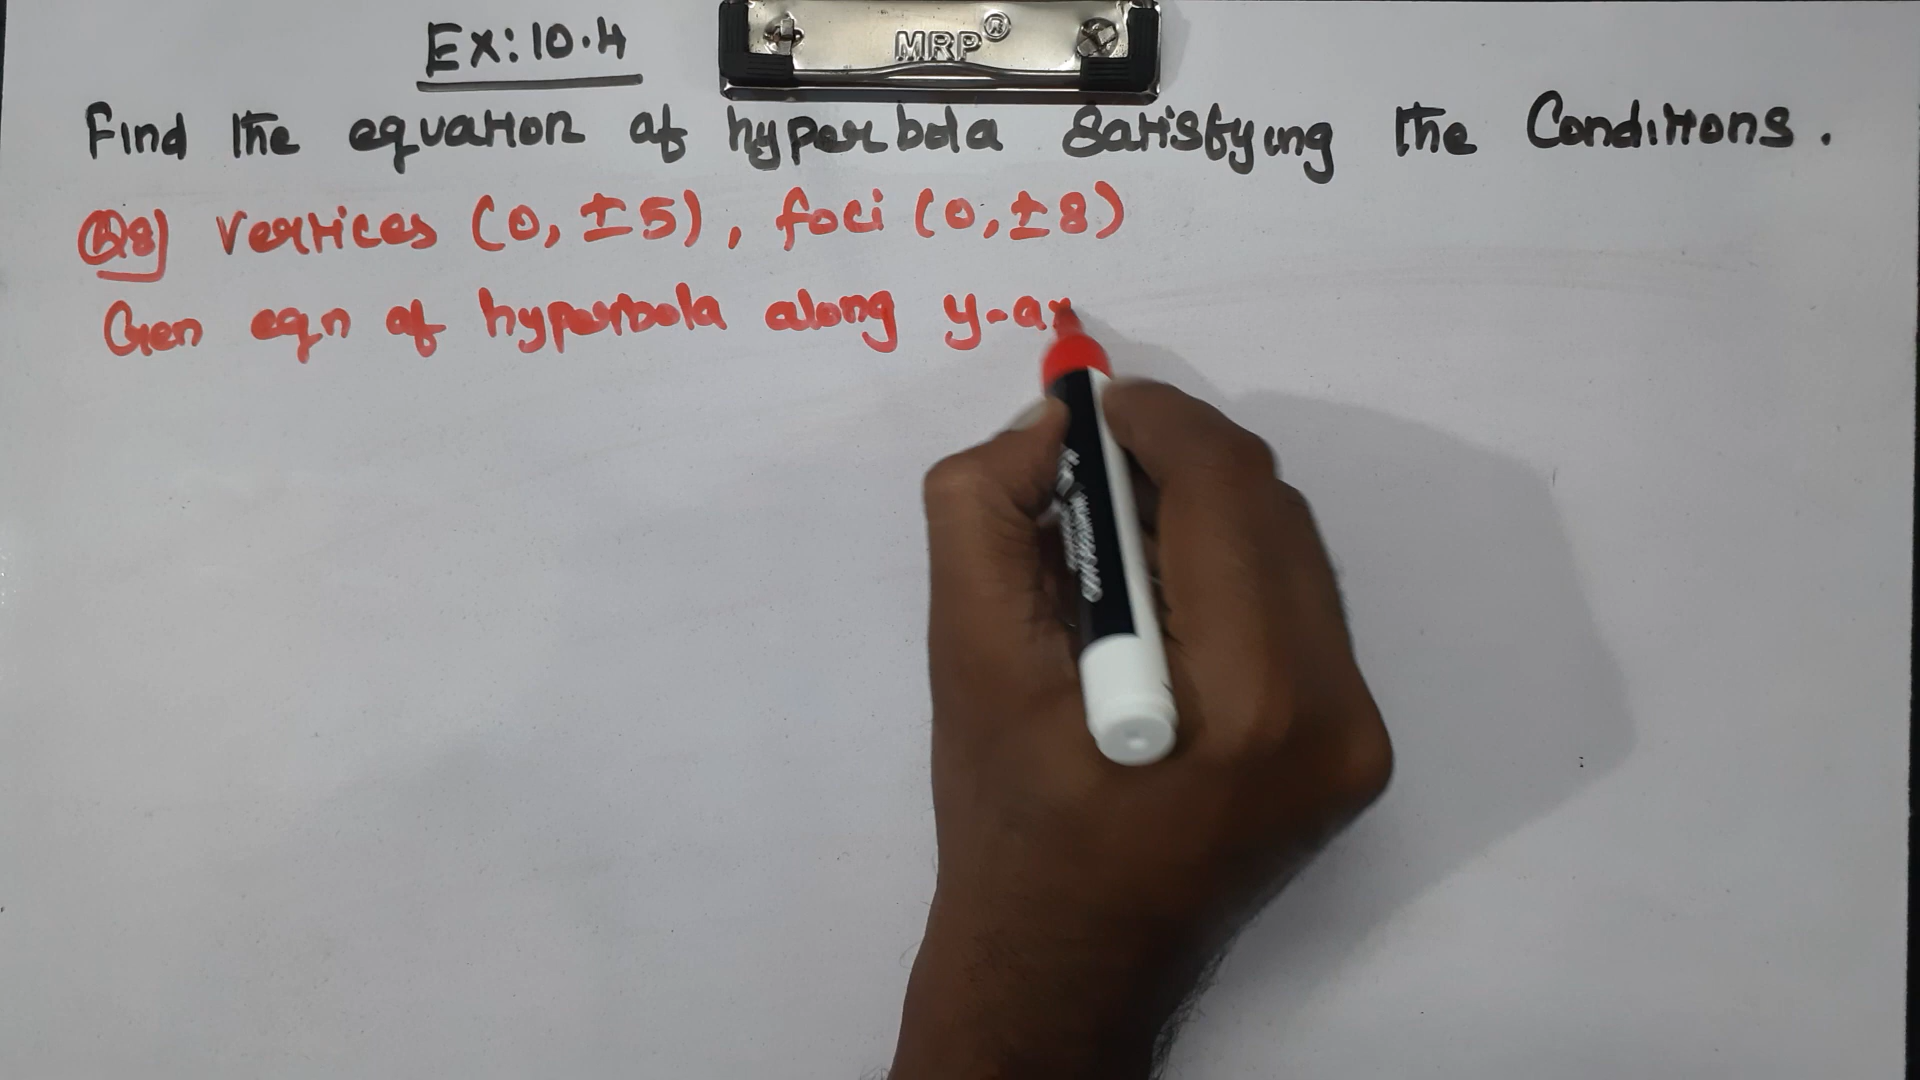 Ex: 10.4
MRP®
Find the equation of hyperbola satisfying the Conditions.
Q8) Vertices (0, ±5), foci (0, ±8)
Gen eqn of hyperbola along y-ax